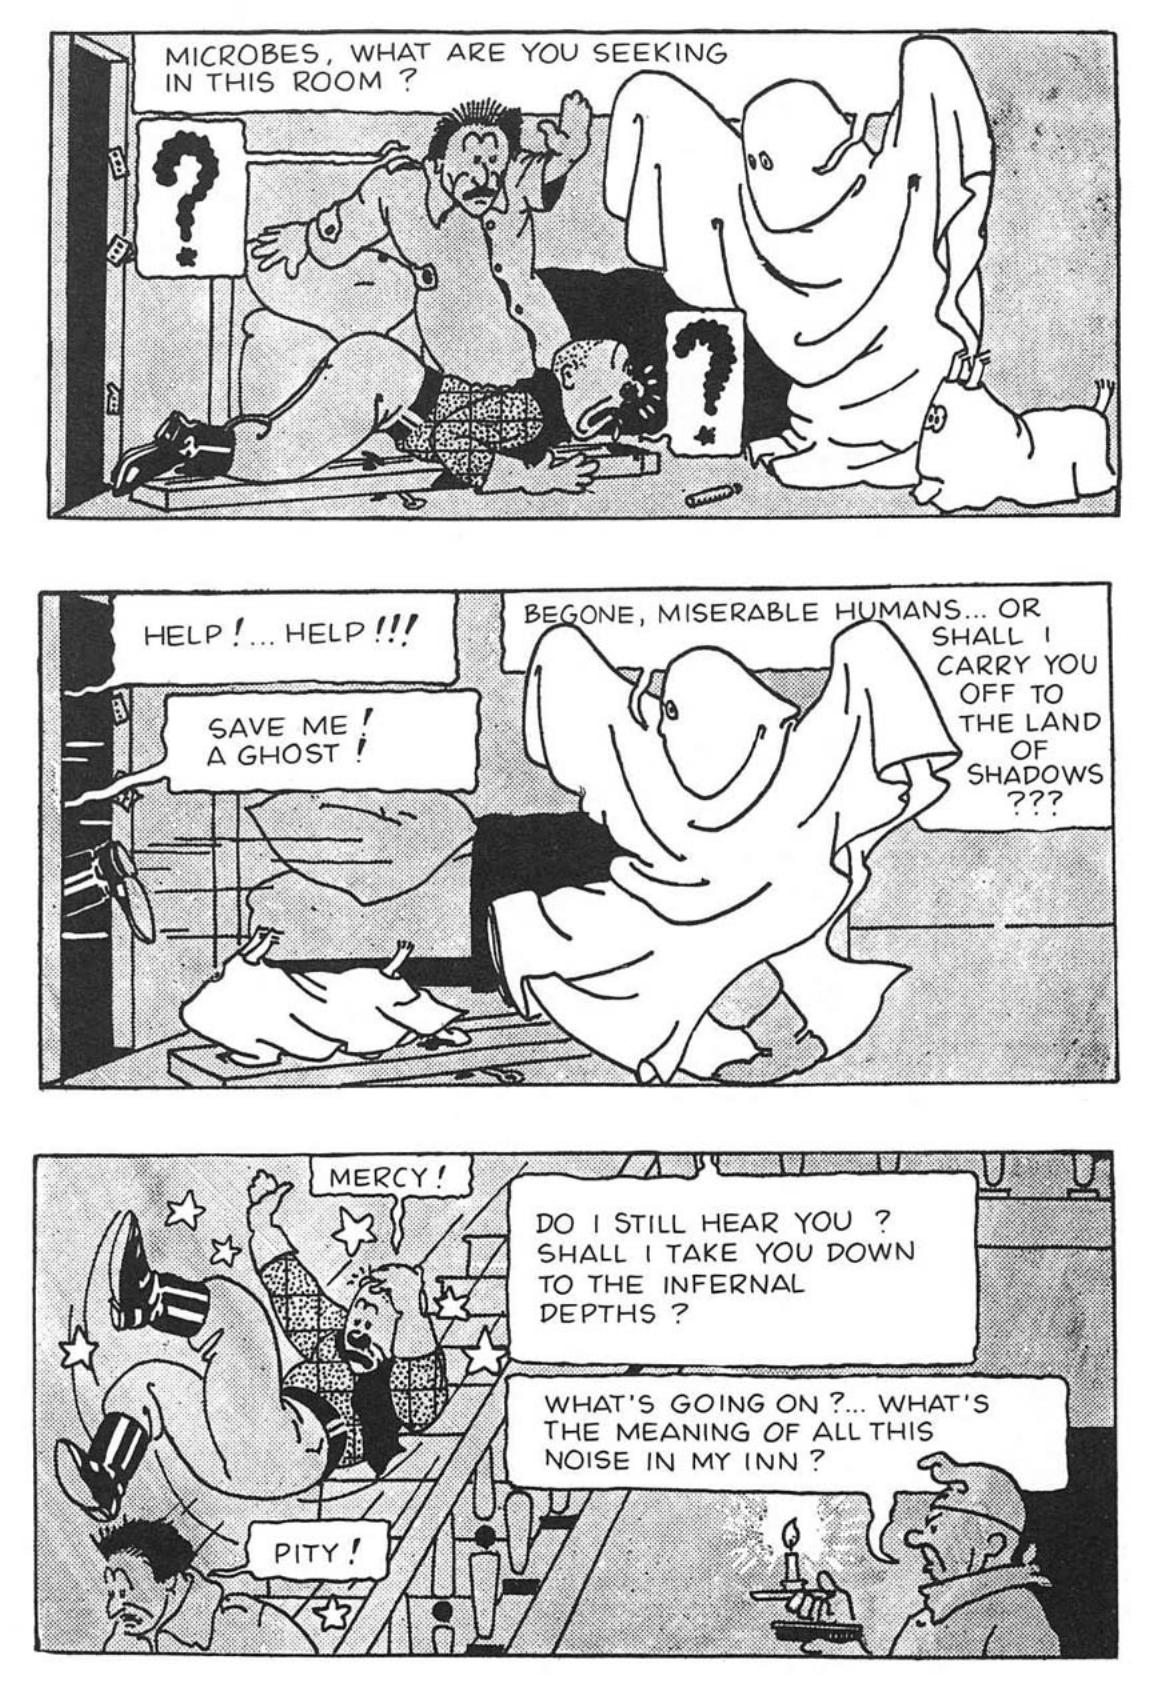 MICROBES, WHAT ARE YOU SEEKING
IN THIS ROOM ?
?
?
HELP !... HELP !!!
SAVE ME !
A GHOST !
BEGONE, MISERABLE HUMANS... OR
SHALL I
CARRY YOU
OFF TO
THE LAND
OF
SHADOWS
???
MERCY !
DO I STILL HEAR YOU ?
SHALL I TAKE YOU DOWN
TO THE INFERNAL
DEPTHS ?
WHAT'S GOING ON ?... WHAT'S
THE MEANING OF ALL THIS
NOISE IN MY INN ?
PITY !